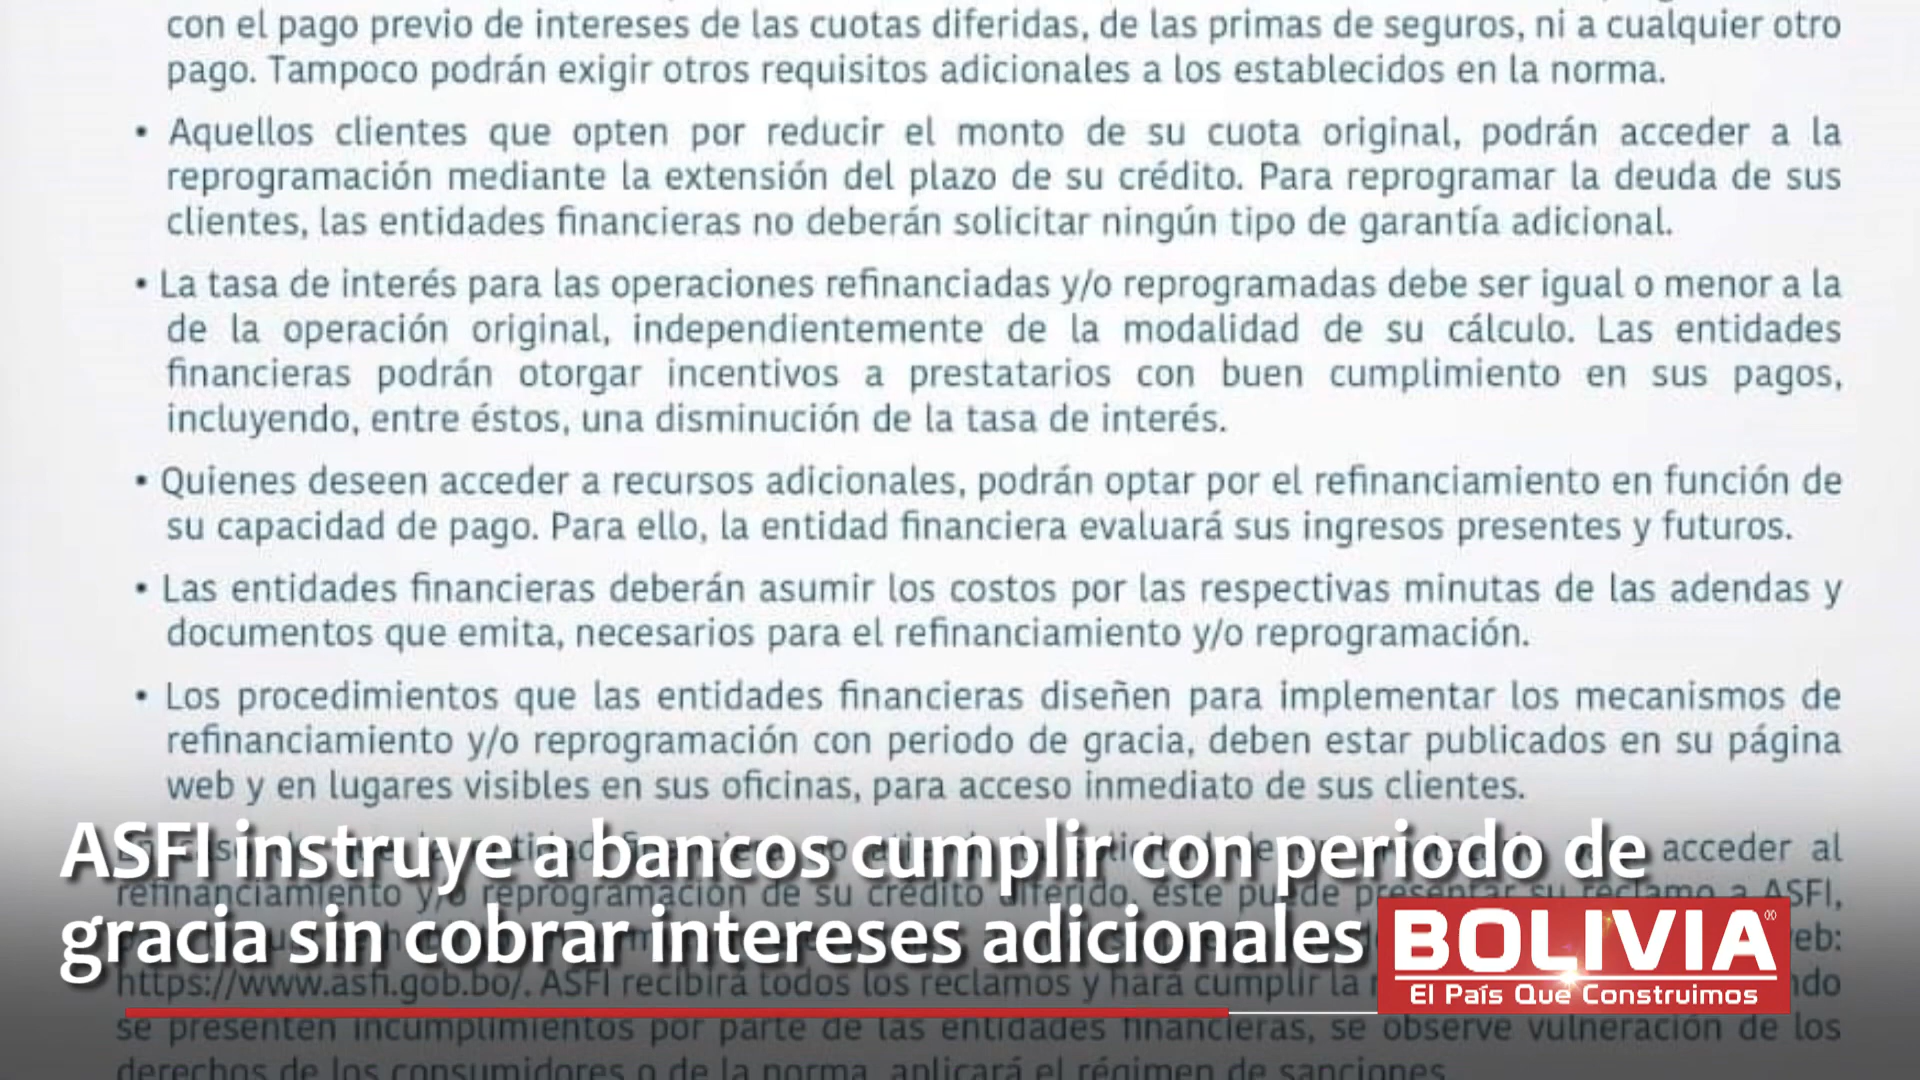 con el pago previo de intereses de las cuotas diferidas, de las primas de seguros, ni a cualquier otro
pago. Tampoco podrán exigir otros requisitos adicionales a los establecidos en la norma.
• Aquellos clientes que opten por reducir el monto de su cuota original, podrán acceder a la
reprogramación mediante la extensión del plazo de su crédito. Para reprogramar la deuda de sus
clientes, las entidades financieras no deberán solicitar ningún tipo de garantía adicional.
• La tasa de interés para las operaciones refinanciadas y/o reprogramadas debe ser igual o menor a la
de la operación original, independientemente de la modalidad de su cálculo. Las entidades
financieras podrán otorgar incentivos a prestatarios con buen cumplimiento en sus pagos,
incluyendo, entre éstos, una disminución de la tasa de interés.
• Quienes deseen acceder a recursos adicionales, podrán optar por el refinanciamiento en función de
su capacidad de pago. Para ello, la entidad financiera evaluará sus ingresos presentes y futuros.
• Las entidades financieras deberán asumir los costos por las respectivas minutas de las adendas y
documentos que emita, necesarios para el refinanciamiento y/o reprogramación.
• Los procedimientos que las entidades financieras diseñen para implementar los mecanismos de
refinanciamiento y/o reprogramación con periodo de gracia, deben estar publicados en su página
web y en lugares visibles en sus oficinas, para acceso inmediato de sus clientes.
acceder al
refinanciamiento y/o reprogramación de su crédito diferido, éste puede presentar su reclamo a ASFI,
https://www.asfi.gob.bo/. ASFI recibirá todos los reclamos y hará cumplir la
se presenten incumplimientos por parte de las entidades financieras, se observe vulneración de los
derechos de los consumidores o de la norma, aplicará el régimen de sanciones
ASFI instruye a bancos cumplir con periodo de
gracia sin cobrar intereses adicionales
BOLIVIA
El País Que Construimos